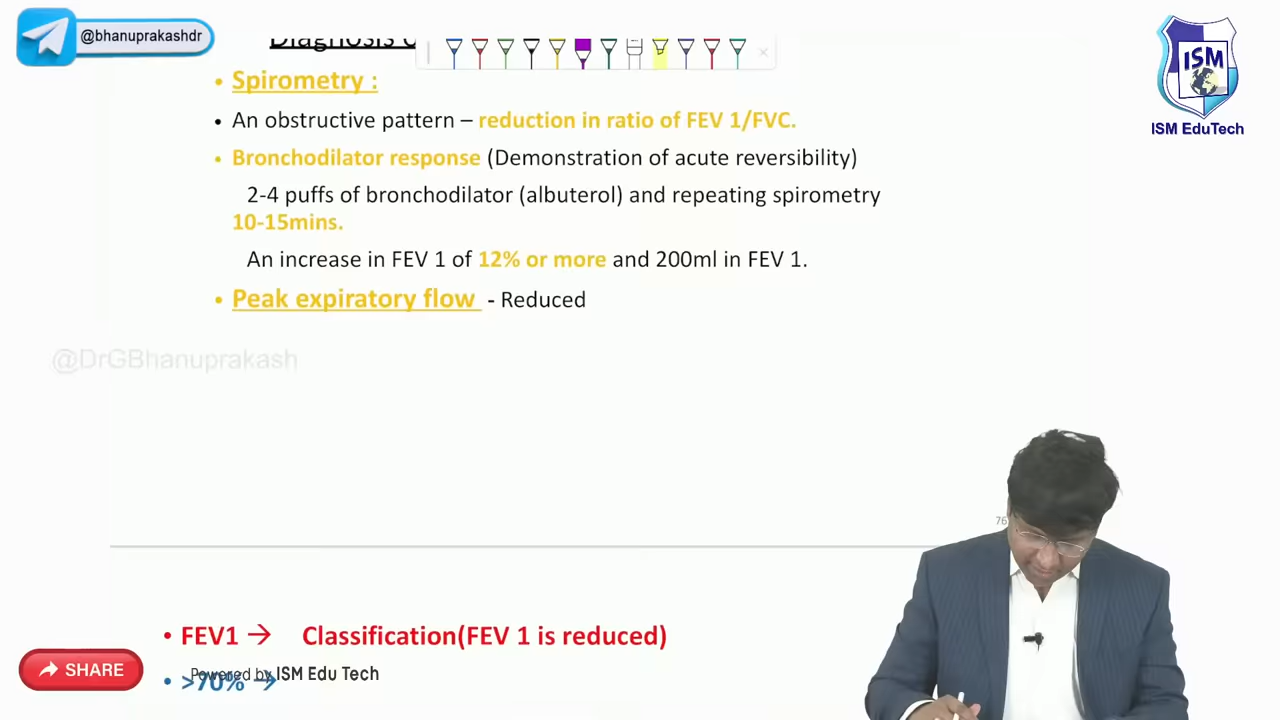 @bhanuprakashdr
Diagnosis
ISM
ISM EduTech
• Spirometry :
• An obstructive pattern – reduction in ratio of FEV 1/FVC.
• Bronchodilator response (Demonstration of acute reversibility)
2-4 puffs of bronchodilator (albuterol) and repeating spirometry
10-15mins.
An increase in FEV 1 of 12% or more and 200ml in FEV 1.
• Peak expiratory flow - Reduced
@DrGBhanuprakash
76
• FEV1 → Classification(FEV 1 is reduced)
SHARE
Powered by ISM Edu Tech
• >70% →